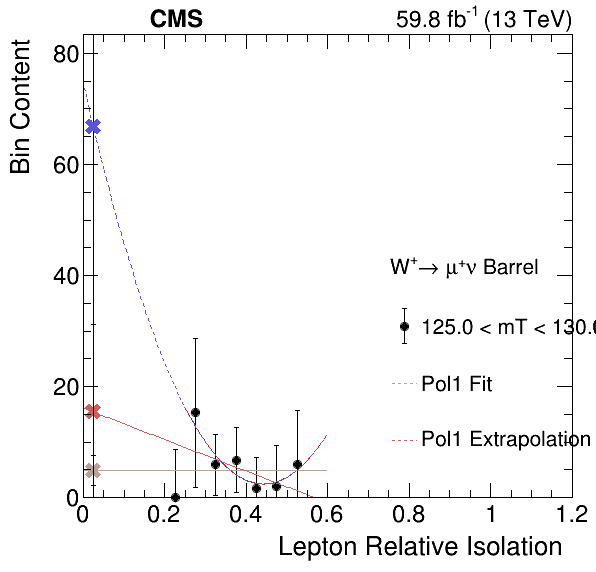 CMS 59.8 fb⁻¹ (13 TeV)
Bin Content
80
60
40
20
0
W⁺→ μ⁺ν Barrel
125.0 < mT < 130.0
Pol1 Fit
Pol1 Extrapolation
0 0.2 0.4 0.6 0.8 1 1.2
Lepton Relative Isolation